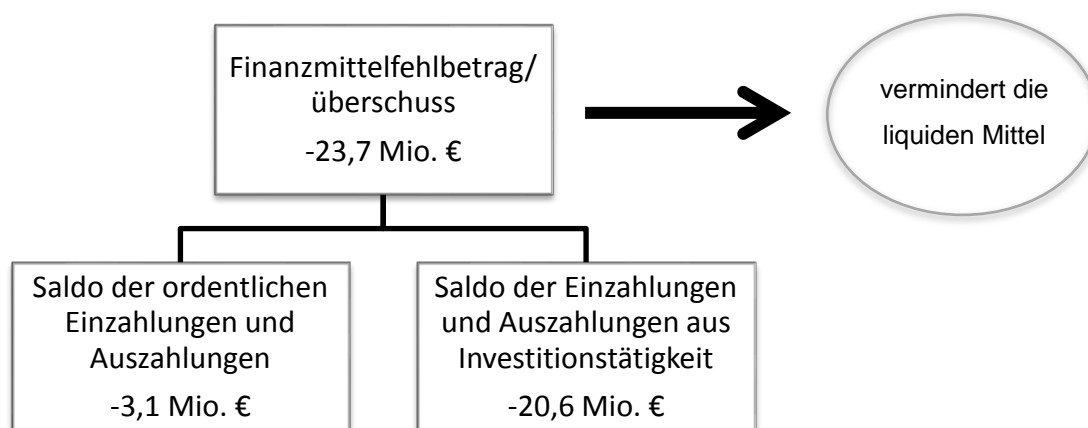 Finanzmittelfehlbetrag/
überschuss
-23,7 Mio. €
vermindert die
liquiden Mittel
Saldo der ordentlichen
Einzahlungen und
Auszahlungen
-3,1 Mio. €
Saldo der Einzahlungen
und Auszahlungen aus
Investitionstätigkeit
-20,6 Mio. €